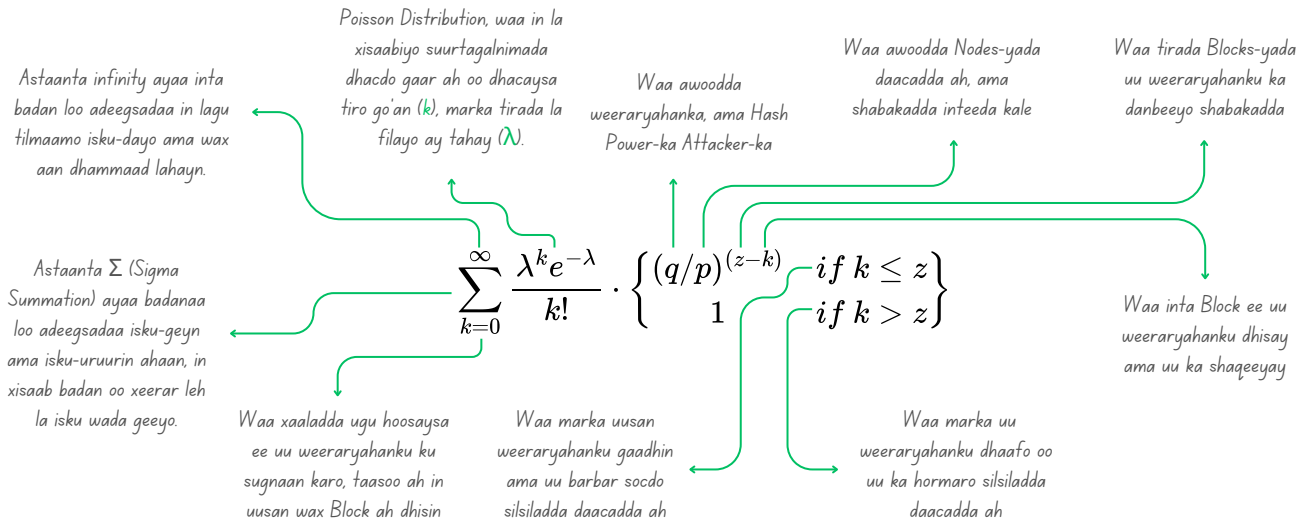 Poisson Distribution, waa in la
xisaabiyo suurtagalnimada
dhacdo gaar ah oo dhacaysa
tiro go'an (k), marka tirada la
filayo ay tahay (λ).
Astaanta infinity ayaa inta
badan loo adeegsadaa in lagu
tilmaamo isku-dayo ama wax
aan dhammaad lahayn.
Waa awoodda
weeraryahanka, ama Hash
Power-ka Attacker-ka
Waa awoodda Nodes-yada
daacadda ah, ama
shabakadda inteeda kale
Waa tirada Blocks-yada
uu weeraryahanku ka
danbeeyo shabakadda
Astaanta Σ (Sigma
Summation) ayaa badanaa
loo adeegsadaa isku-geyn
ama isku-uruurin ahaan, in
xisaab badan oo xeerar leh
la isku wada geeyo.
∞
∑ λ^k e^−λ / k! · { (q/p)^(z−k) if k ≤ z
k=0 1 if k > z }
Waa inta Block ee uu
weeraryahanku dhisay
ama uu ka shaqeeyay
Waa xaaladda ugu hoosaysa
ee uu weeraryahanku ku
sugnaan karo, taasoo ah in
uusan wax Block ah dhisin
Waa marka uusan
weeraryahanku gaadhin
ama uu barbar socdo
silsiladda daacadda ah
Waa marka uu
weeraryahanku dhaafo oo
uu ka hormaro silsiladda
daacadda ah